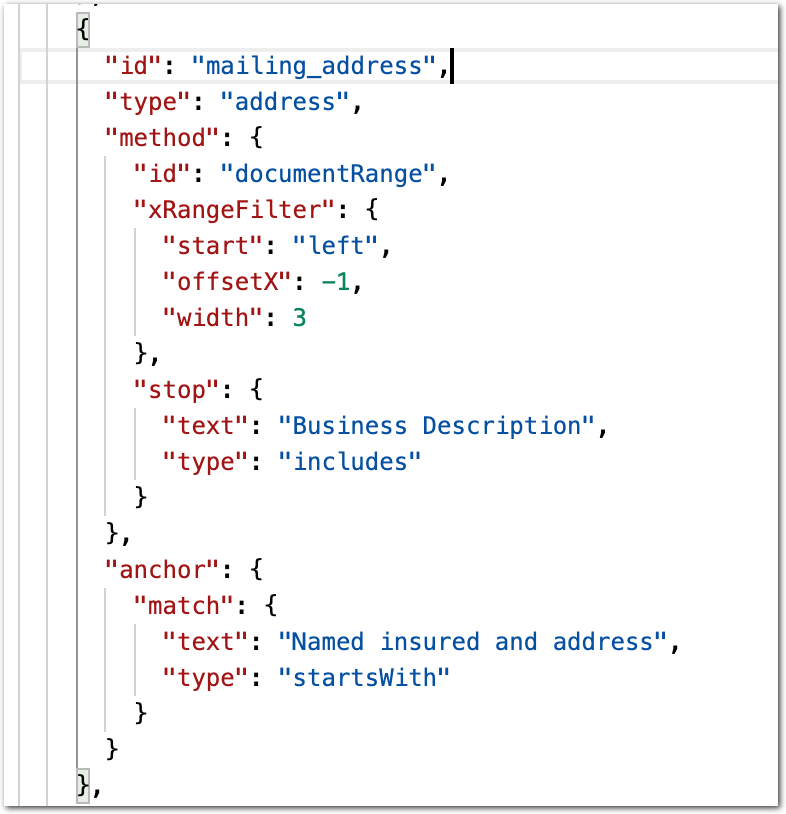 {
"id": "mailing_address",
"type": "address",
"method": {
"id": "documentRange",
"xRangeFilter": {
"start": "left",
"offsetX": -1,
"width": 3
},
"stop": {
"text": "Business Description",
"type": "includes"
}
},
"anchor": {
"match": {
"text": "Named insured and address",
"type": "startsWith"
}
}
},